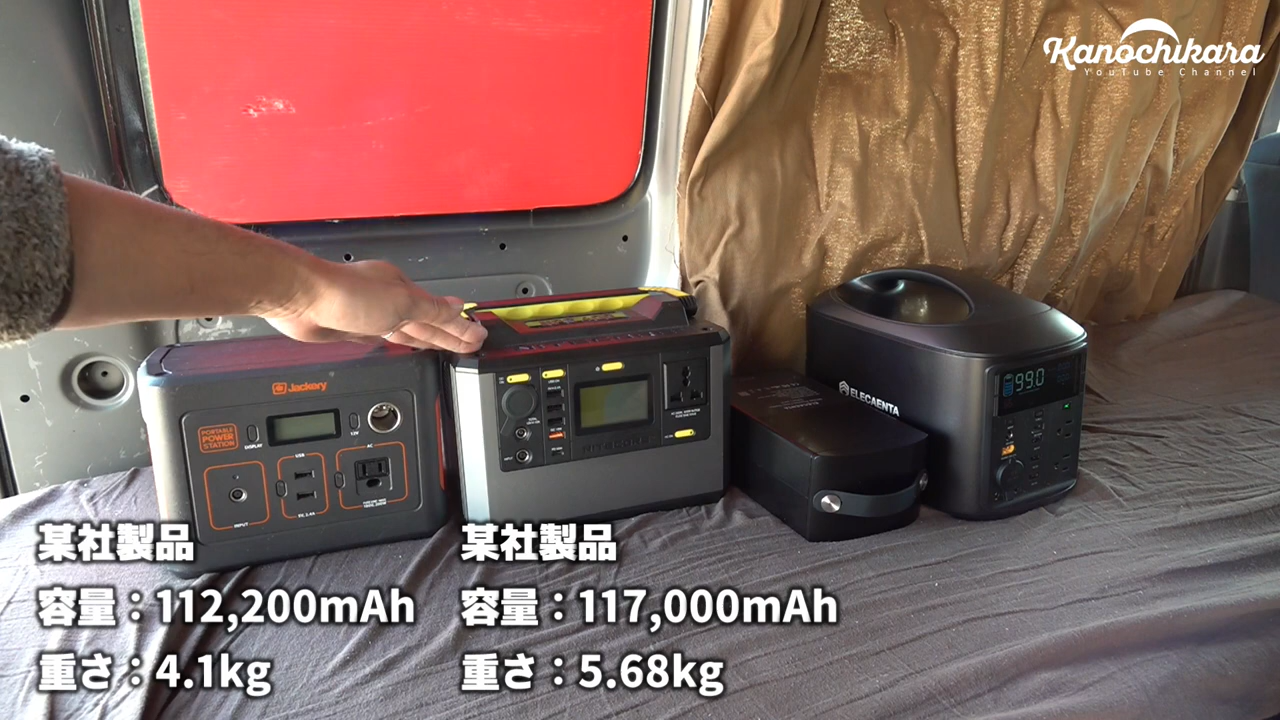 Kanochikara
YouTube Channel
Jackery
PORTABLE
POWER
STATION
DISPLAY
12V
USB
AC
INPUT
NITECORE
ELECAENTA
99.0
某社製品
容量：112,200mAh
重さ：4.1kg
某社製品
容量：117,000mAh
重さ：5.68kg